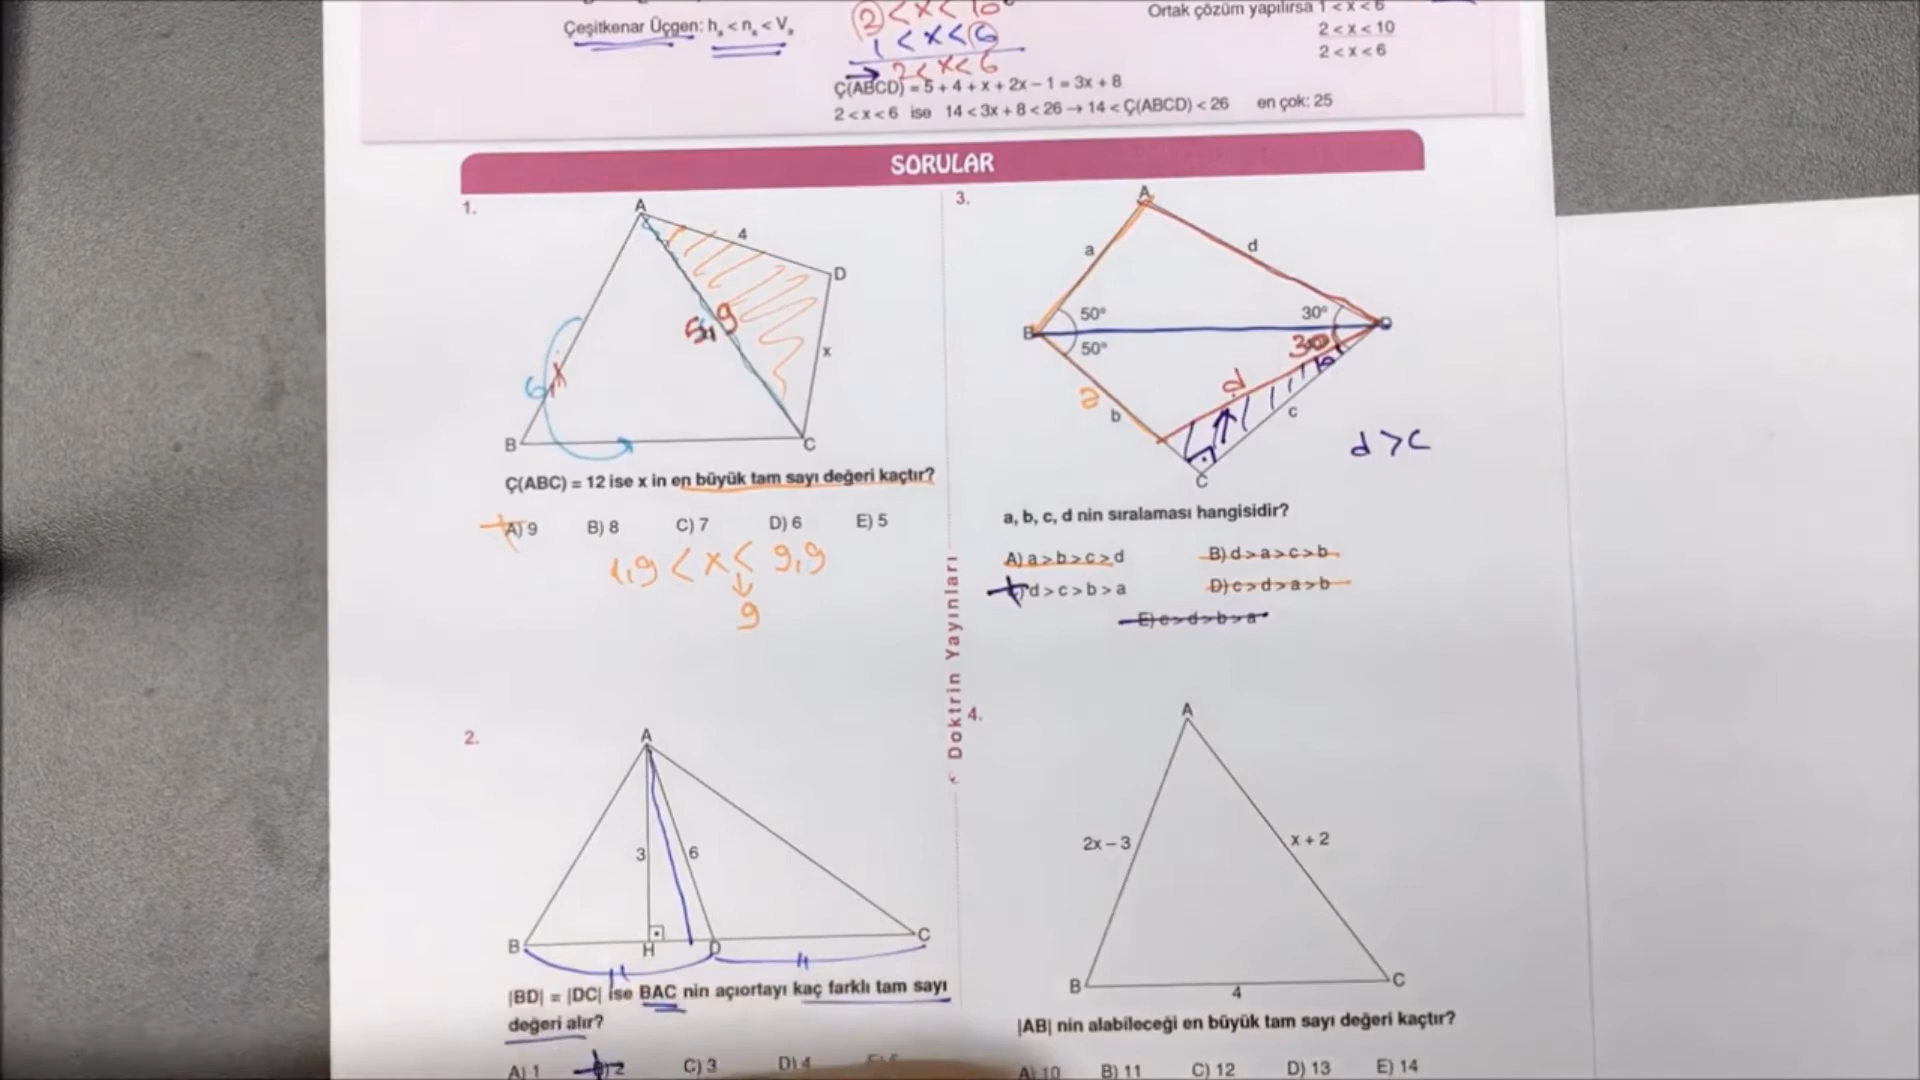 Çeşitkenar Üçgen: hₐ < nₐ < Vₐ
2 < x < 10
1 < x < 6
→ 2 < x < 6
Ortak çözüm yapılırsa 1 < x < 6
2 < x < 10
2 < x < 6
Ç(ABCD) = 5 + 4 + x + 2x – 1 = 3x + 8
2 < x < 6 ise 14 < 3x + 8 < 26 → 14 < Ç(ABCD) < 26 en çok: 25
SORULAR
1.
A
4
D
5,9
x
6,1
B
C
Ç(ABC) = 12 ise x in en büyük tam sayı değeri kaçtır?
A) 9 B) 8 C) 7 D) 6 E) 5
1,9 < x < 9,9
9
2.
A
3
6
B
H
D
C
|BD| = |DC| ise BAC nin açıortayı kaç farklı tam sayı
değeri alır?
A) 1 B) 2 C) 3 D) 4
Doktrin Yayınları
3.
A
a
d
50°
30°
B
D
50°
30
a
b
d
c
C
d > c
a, b, c, d nin sıralaması hangisidir?
A) a > b > c > d B) d > a > c > b
C) d > c > b > a D) c > d > a > b
E) c > d > b > a
4.
A
2x – 3
x + 2
B
4
C
|AB| nin alabileceği en büyük tam sayı değeri kaçtır?
A) 10 B) 11 C) 12 D) 13 E) 14